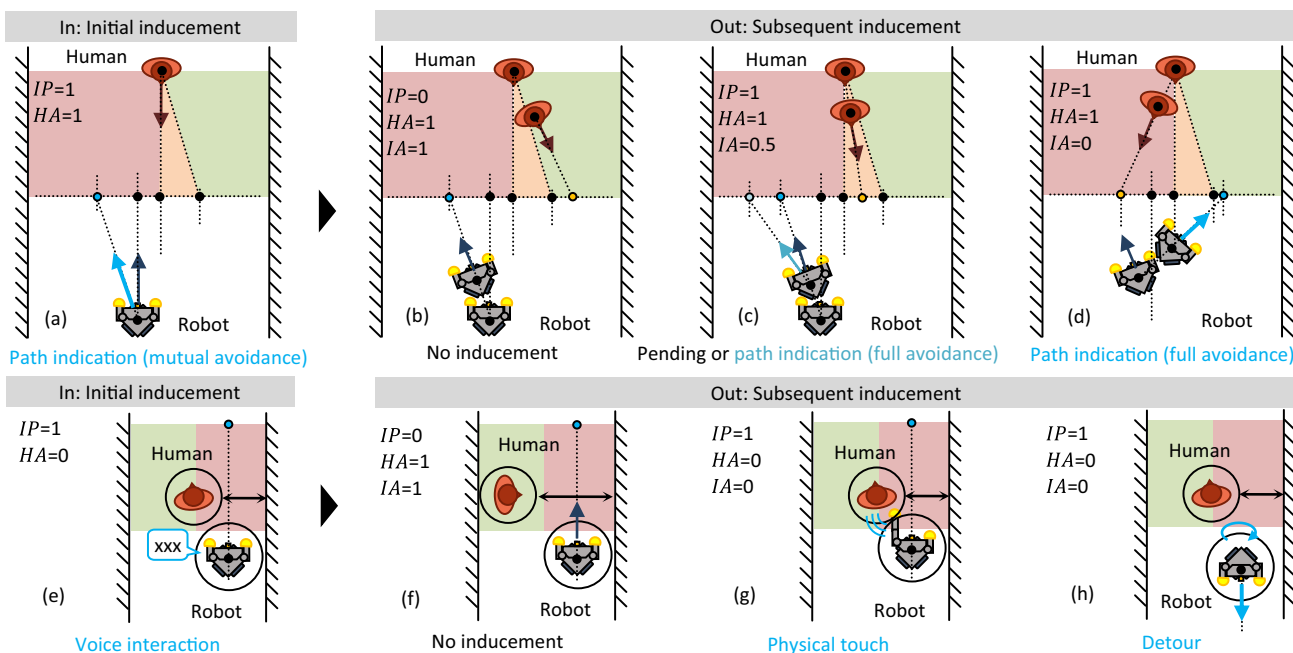 In: Initial inducement
Out: Subsequent inducement
Human
IP=1
HA=1
(a)
Robot
Path indication (mutual avoidance)
Human
IP=0
HA=1
IA=1
(b)
Robot
No inducement
Human
IP=1
HA=1
IA=0.5
(c)
Robot
Pending or path indication (full avoidance)
Human
IP=1
HA=1
IA=0
(d)
Robot
Path indication (full avoidance)
In: Initial inducement
Out: Subsequent inducement
IP=1
HA=0
Human
xxx
(e)
Robot
Voice interaction
IP=0
HA=1
IA=1
Human
(f)
Robot
No inducement
IP=1
HA=0
IA=0
Human
(g)
Robot
Physical touch
IP=1
HA=0
IA=0
Human
(h)
Robot
Detour